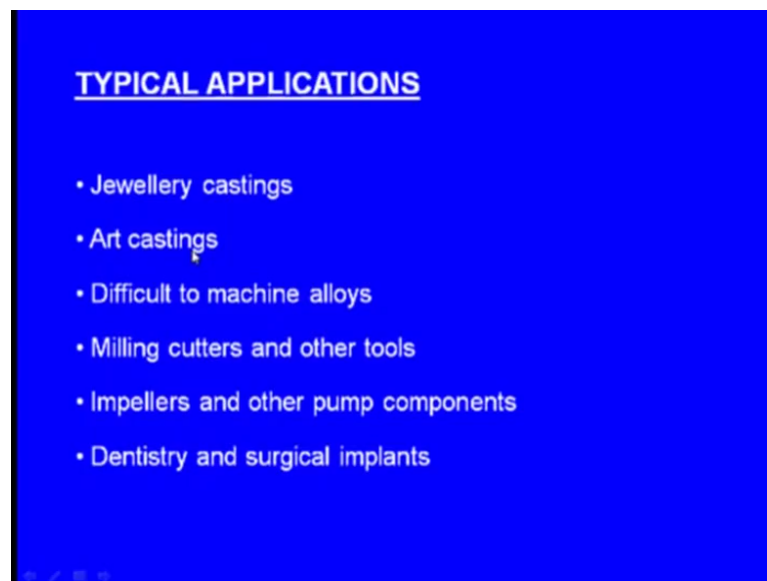 TYPICAL APPLICATIONS
• Jewellery castings
• Art castings
• Difficult to machine alloys
• Milling cutters and other tools
• Impellers and other pump components
• Dentistry and surgical implants